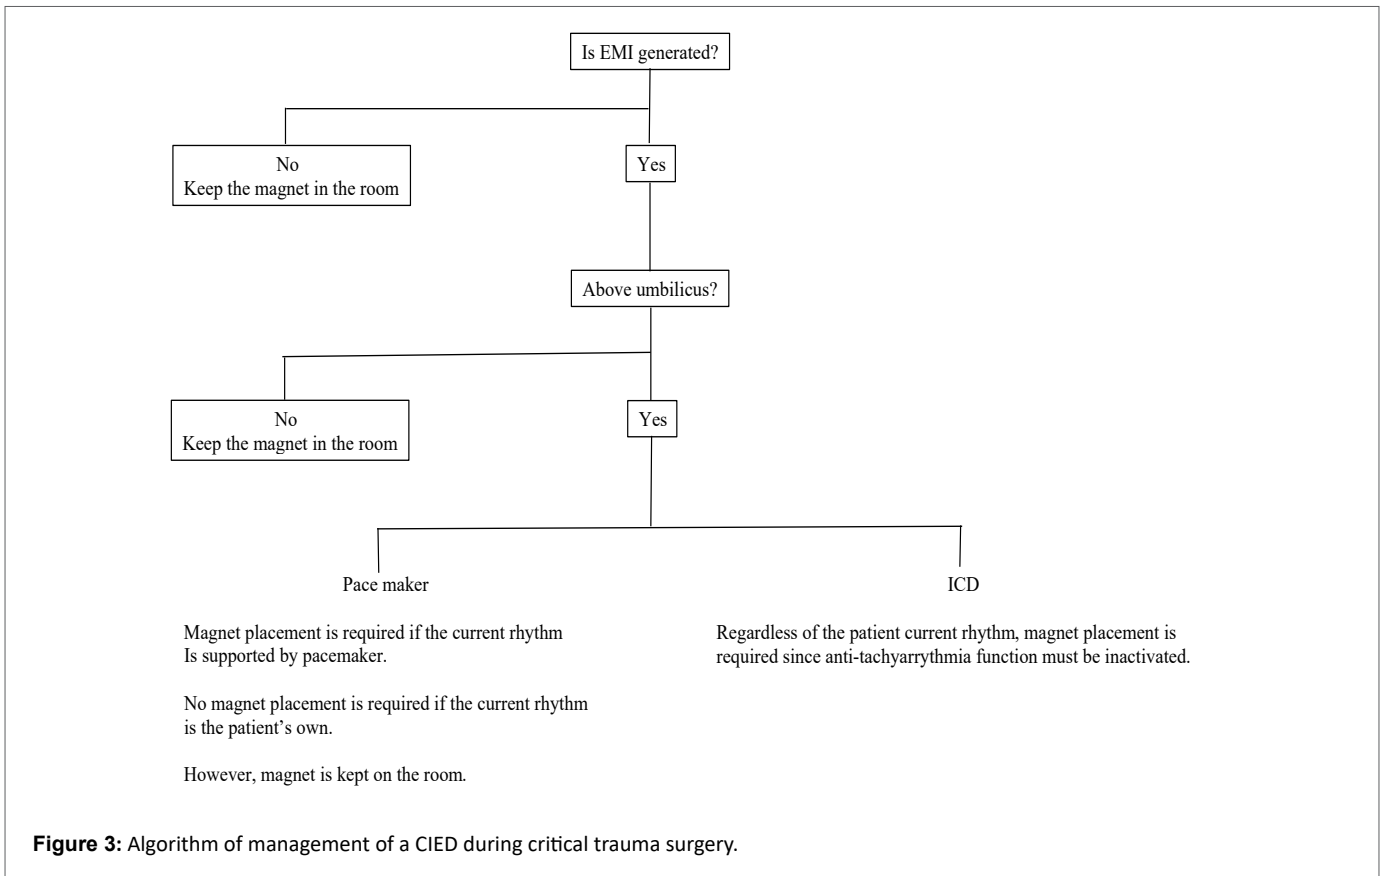 Is EMI generated?
No
Keep the magnet in the room
Yes
Above umbilicus?
No
Keep the magnet in the room
Yes
Pace maker
Magnet placement is required if the current rhythm
Is supported by pacemaker.
No magnet placement is required if the current rhythm
is the patient’s own.
However, magnet is kept on the room.
ICD
Regardless of the patient current rhythm, magnet placement is
required since anti-tachyarrythmia function must be inactivated.
Figure 3: Algorithm of management of a CIED during critical trauma surgery.